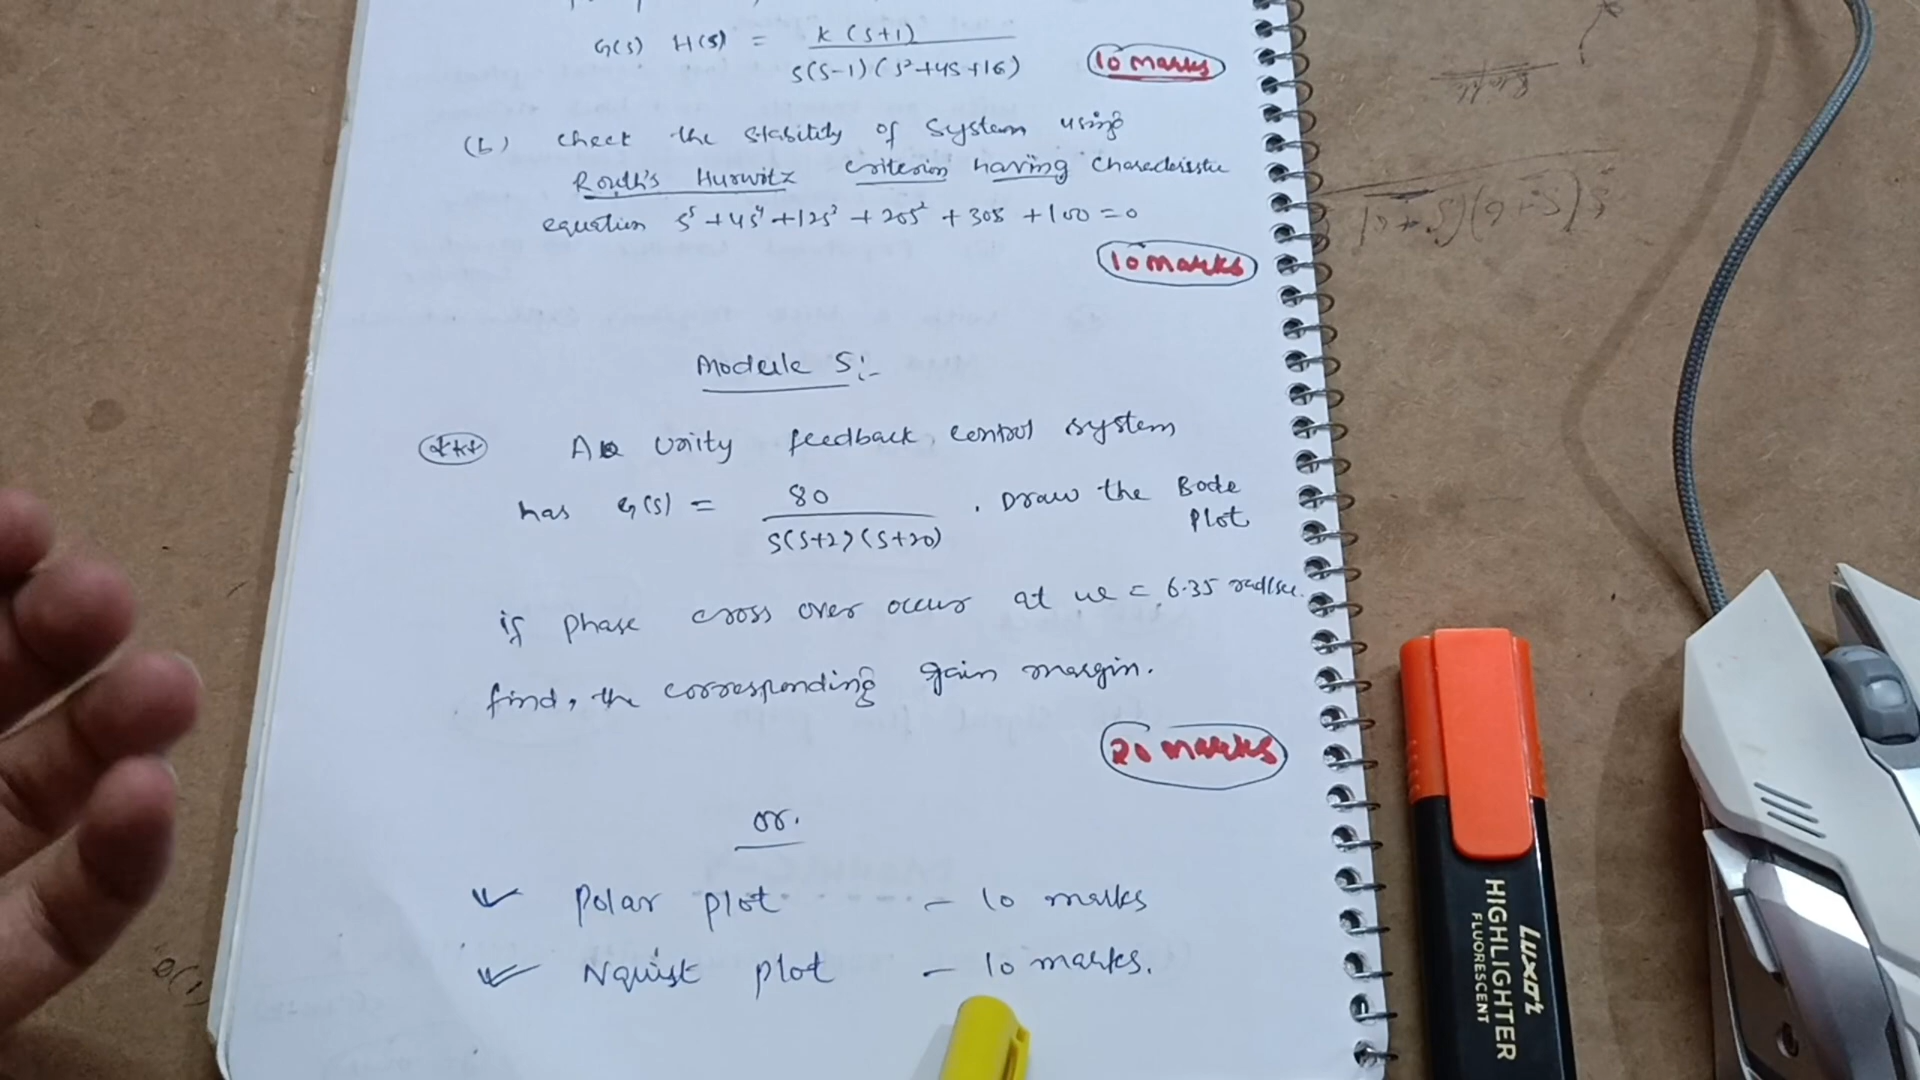 G(s) H(s) = K(s+1)
s(s-1)(s²+4s+16)
10 marks
(b) Check the Stability of System using
Routh's Hurwitz criterion having Characteristic
equation s⁵+4s⁴+12s³+20s²+30s+100=0
10 marks
Module 5:-
*** A unity feedback control system
has G(s) = 80 . Draw the Bode
s(s+2)(s+20) Plot
if phase cross over occur at = 6.35 rad/sec.
find, the corresponding gain margin.
20 marks
or.
Polar plot - 10 marks
Nquist plot - 10 marks.
LUXOR
HIGHLIGHTER
FLUORESCENT